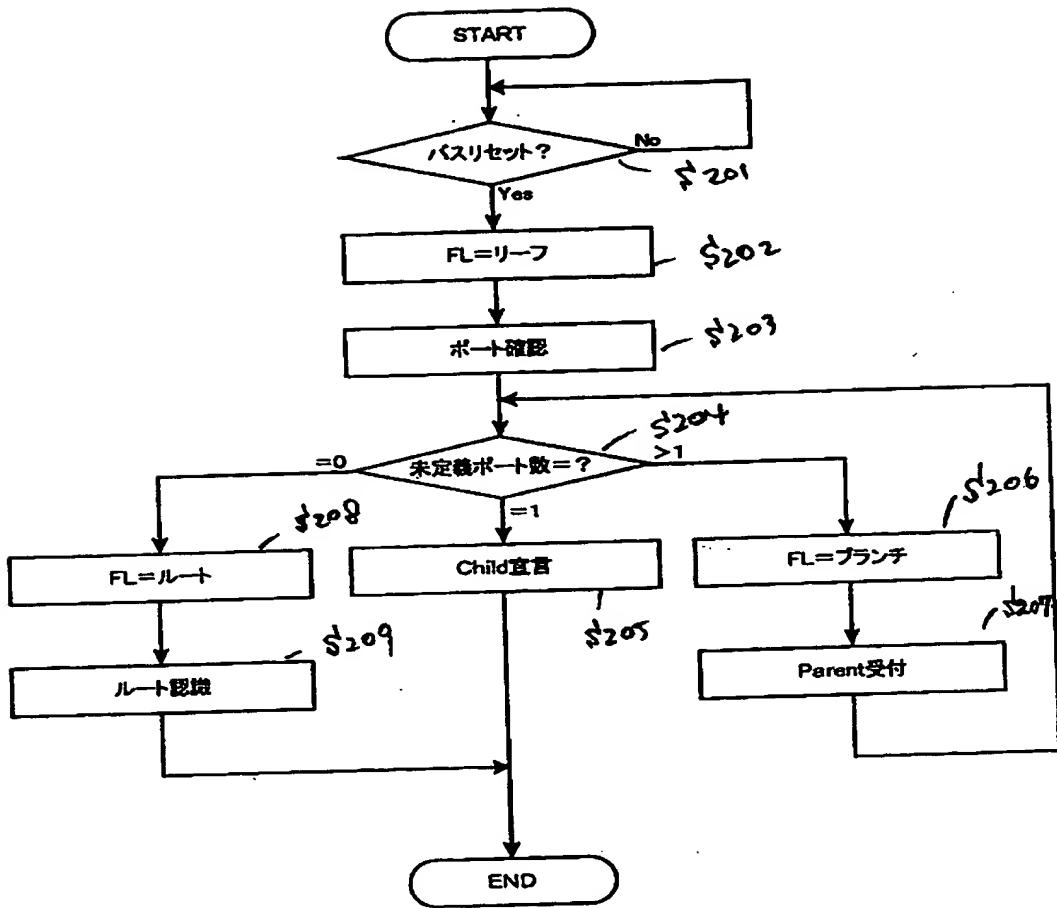 START
バスリセット？
No
S201
Yes
FL＝リーフ
S202
ポート確認
S203
S204
未定義ポート数＝？
=0
>1
=1
S208
FL＝ルート
Child宣言
S205
S206
FL＝ブランチ
S209
ルート認識
S207
Parent受付
END